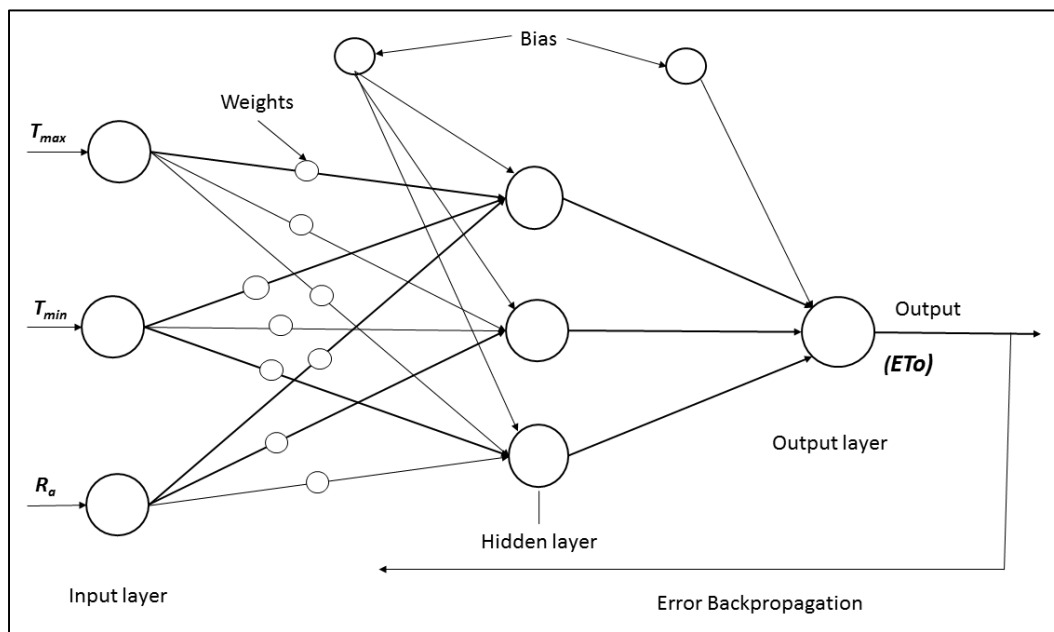 Bias
Weights
T_max
T_min
Output
(ETo)
Output layer
R_a
Hidden layer
Input layer
Error Backpropagation